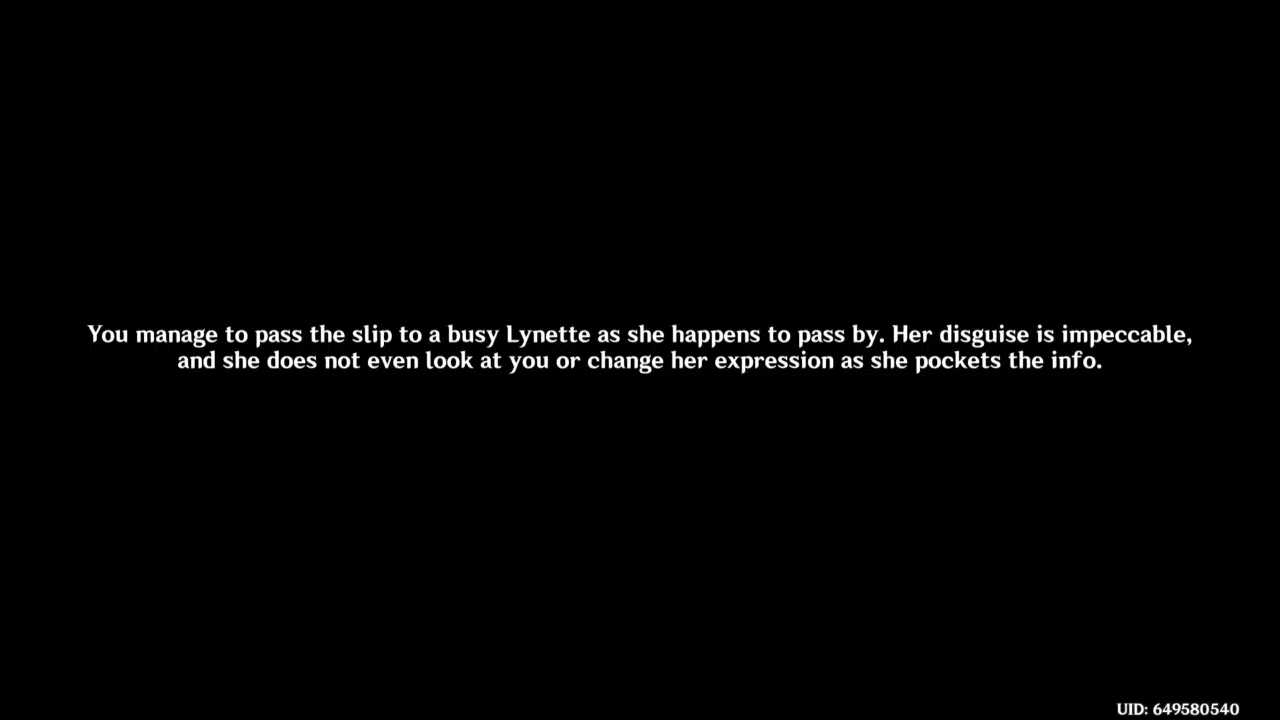 You manage to pass the slip to a busy Lynette as she happens to pass by. Her disguise is impeccable,
and she does not even look at you or change her expression as she pockets the info.
UID: 649580540